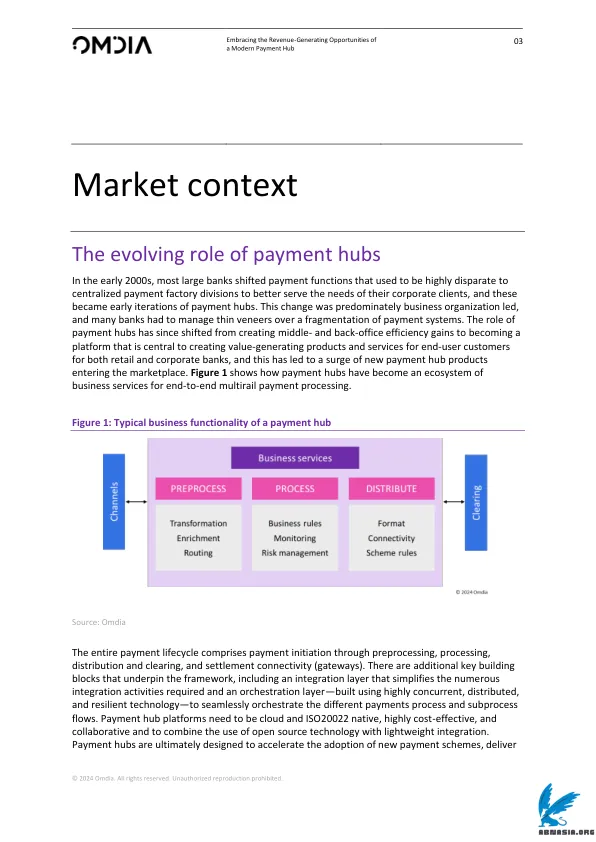 OMDIA
Embracing the Revenue-Generating Opportunities of
a Modern Payment Hub
03
Market context
The evolving role of payment hubs
In the early 2000s, most large banks shifted payment functions that used to be highly disparate to
centralized payment factory divisions to better serve the needs of their corporate clients, and these
became early iterations of payment hubs. This change was predominately business organization led,
and many banks had to manage thin veneers over a fragmentation of payment systems. The role of
payment hubs has since shifted from creating middle- and back-office efficiency gains to becoming a
platform that is central to creating value-generating products and services for end-user customers
for both retail and corporate banks, and this has led to a surge of new payment hub products
entering the marketplace. Figure 1 shows how payment hubs have become an ecosystem of
business services for end-to-end multirail payment processing.
Figure 1: Typical business functionality of a payment hub
Channels
Business services
PREPROCESS
Transformation
Enrichment
Routing
PROCESS
Business rules
Monitoring
Risk management
DISTRIBUTE
Format
Connectivity
Scheme rules
Clearing
© 2024 Omdia
Source: Omdia
The entire payment lifecycle comprises payment initiation through preprocessing, processing,
distribution and clearing, and settlement connectivity (gateways). There are additional key building
blocks that underpin the framework, including an integration layer that simplifies the numerous
integration activities required and an orchestration layer—built using highly concurrent, distributed,
and resilient technology—to seamlessly orchestrate the different payments process and subprocess
flows. Payment hub platforms need to be cloud and ISO20022 native, highly cost-effective, and
collaborative and to combine the use of open source technology with lightweight integration.
Payment hubs are ultimately designed to accelerate the adoption of new payment schemes, deliver
© 2024 Omdia. All rights reserved. Unauthorized reproduction prohibited.
ABNASIA.ORG